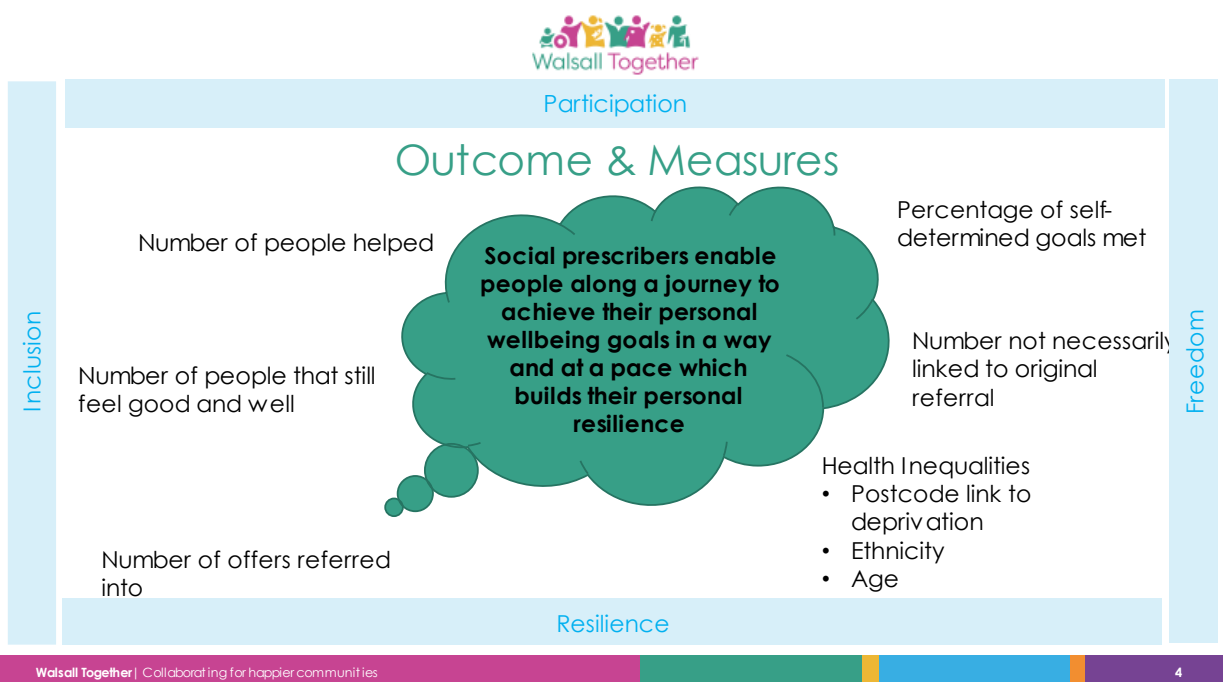 Walsall Together
Participation
Outcome & Measures
Number of people helped
Number of people that still
feel good and well
Number of offers referred
into
Social prescribers enable
people along a journey to
achieve their personal
wellbeing goals in a way
and at a pace which
builds their personal
resilience
Percentage of self-
determined goals met
Number not necessarily
linked to original
referral
Health Inequalities
• Postcode link to
deprivation
• Ethnicity
• Age
Inclusion
Freedom
Resilience
Walsall Together| Collaborating for happier communities
4